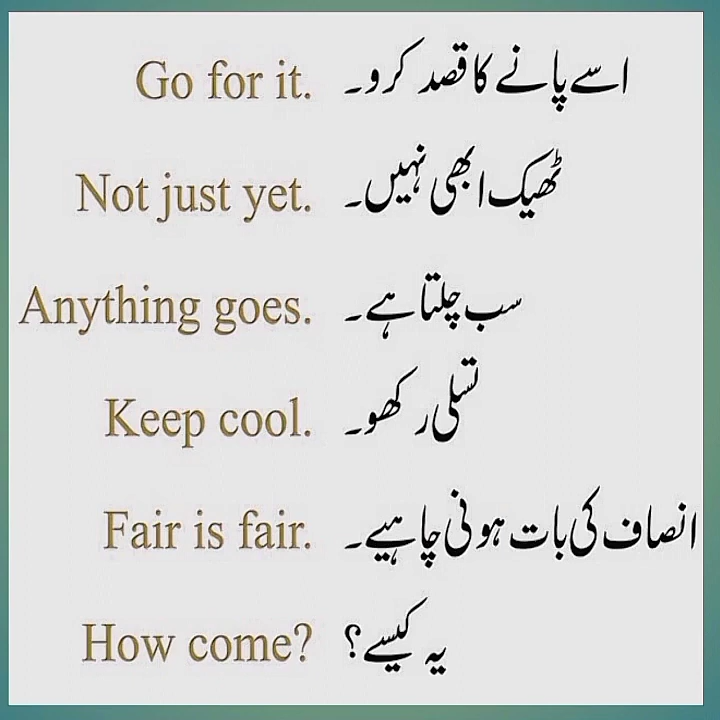 Go for it. اسے پانے کا قصد کرو۔
Not just yet. ٹھیک ابھی نہیں۔
Anything goes. سب چلتا ہے۔
Keep cool. تسلی رکھو۔
Fair is fair. انصاف کی بات ہونی چاہیے۔
How come? یہ کیسے؟